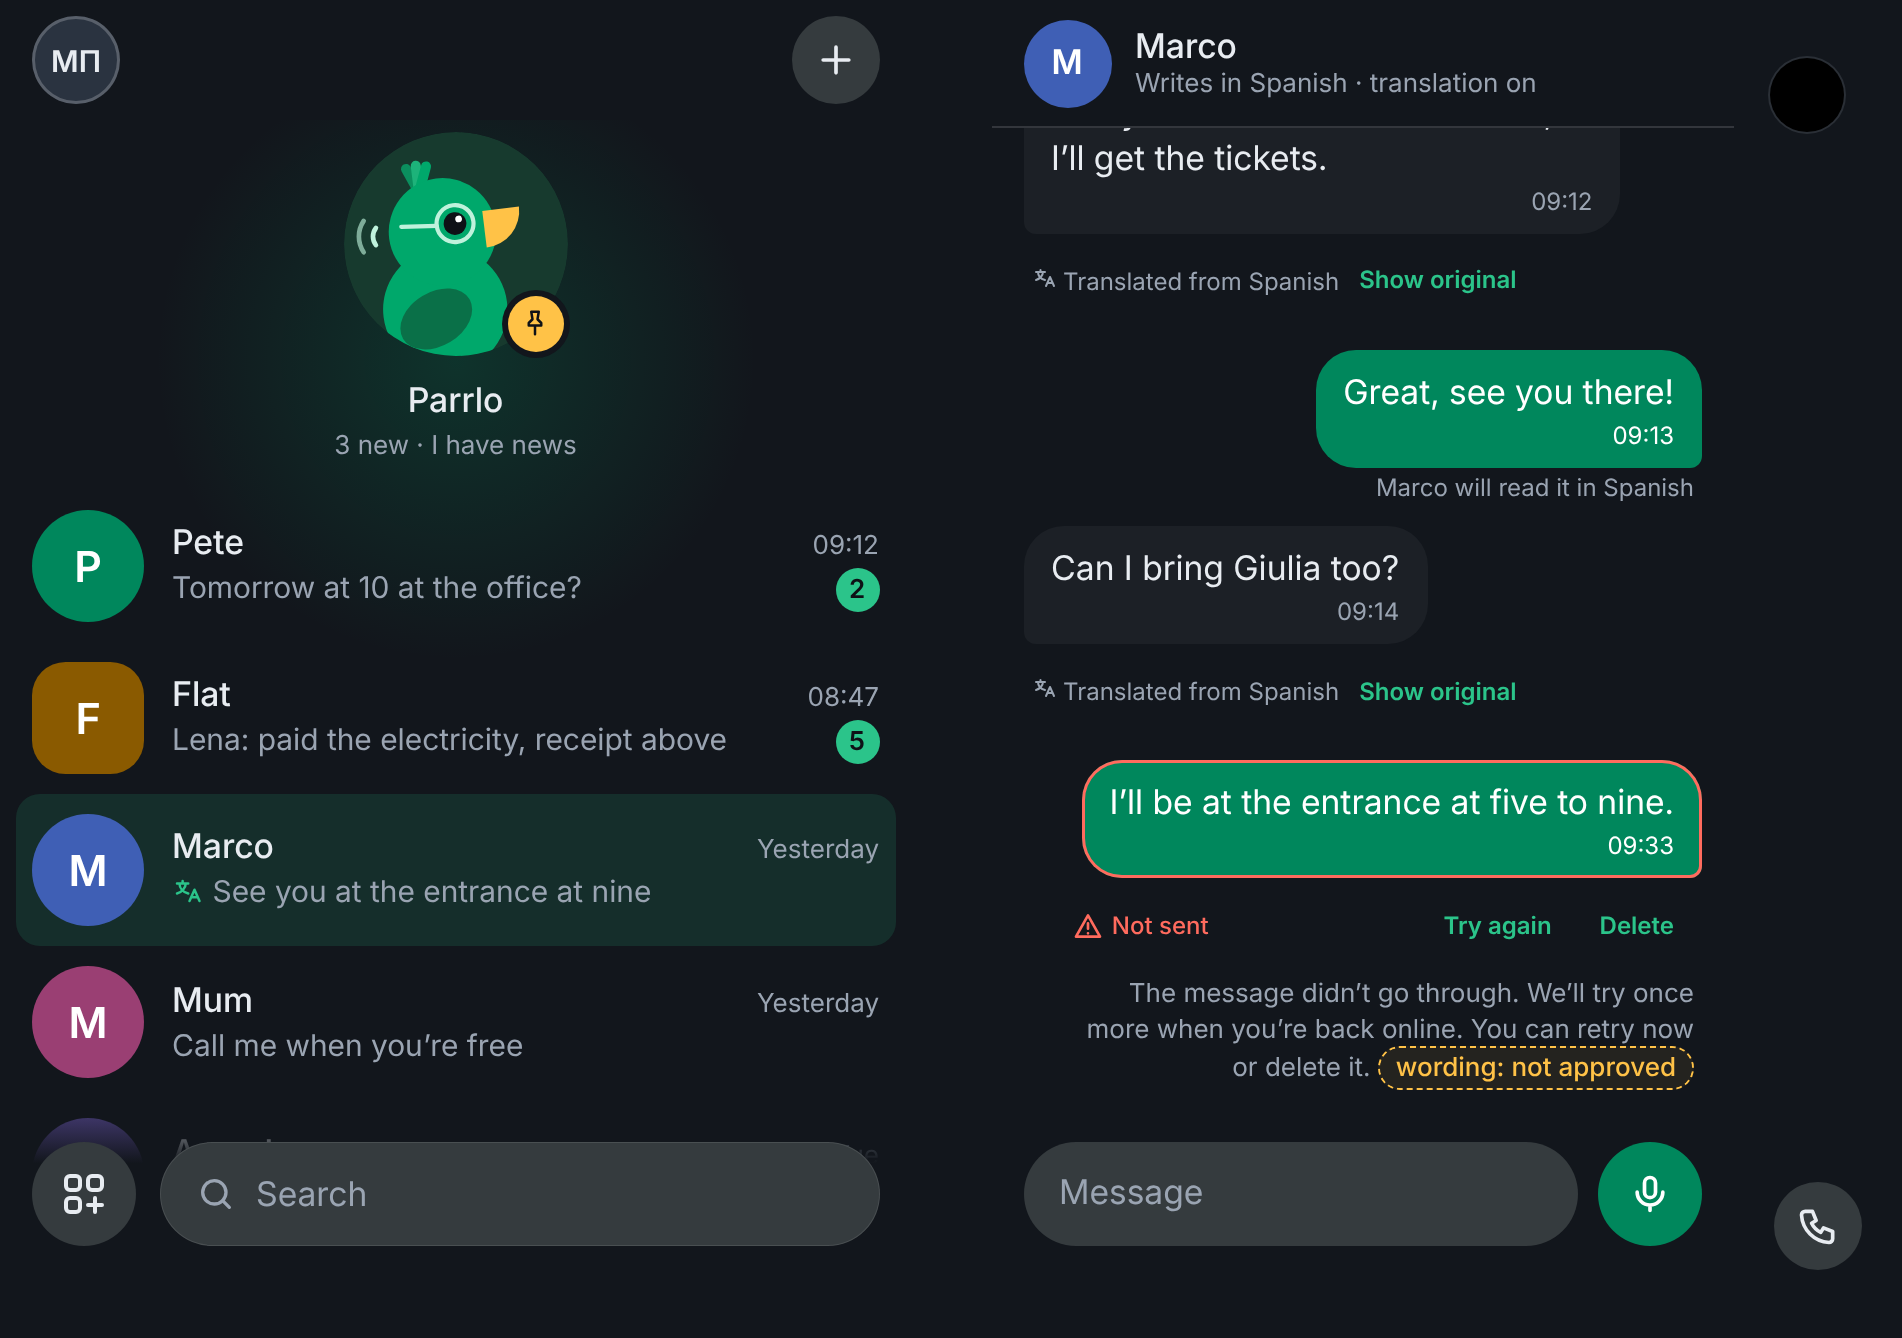 МП
Parrlo
3 new · I have news
P
Pete
09:12
Tomorrow at 10 at the office?
2
F
Flat
08:47
Lena: paid the electricity, receipt above
5
M
Marco
Yesterday
See you at the entrance at nine
M
Mum
Yesterday
Call me when you’re free
Search
M
Marco
Writes in Spanish · translation on
I’ll get the tickets.
09:12
Translated from Spanish Show original
Great, see you there!
09:13
Marco will read it in Spanish
Can I bring Giulia too?
09:14
Translated from Spanish Show original
I’ll be at the entrance at five to nine.
09:33
Not sent Try again Delete
The message didn’t go through. We’ll try once
more when you’re back online. You can retry now
or delete it. wording: not approved
Message